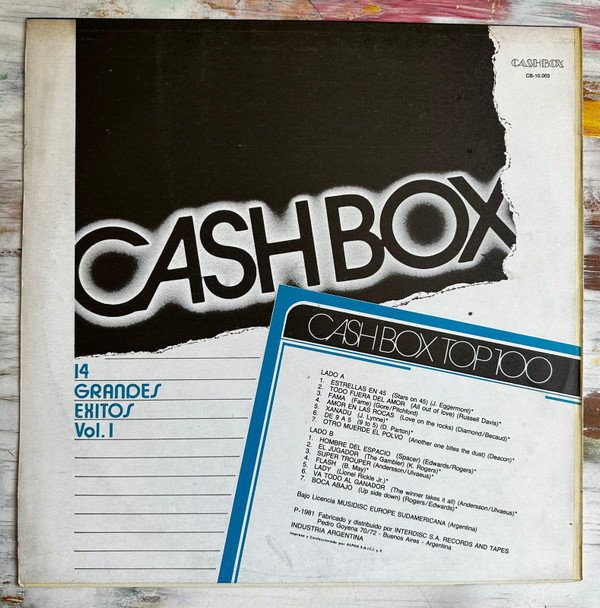 CASHBOX
CB-10.003
CASH BOX
14
GRANDES
EXITOS
Vol. I
CASH BOX TOP 100
LADO A
1. ESTRELLAS EN 45 (Stars on 45) (J. Eggermont)*
2. TODO FUERA DEL AMOR (All out of love) (Russell Davis)*
3. FAMA (Fame) (Gore/Pitchford)
4. AMOR EN LAS ROCAS (Love on the rocks) (Diamond/Becaud)*
5. XANADU (J. Lynne)*
6. DE 9 A 5 (9 to 5) (D. Parton)*
7. OTRO MUERDE EL POLVO (Another one bites the dust) (Deacon)*
LADO B
1. HOMBRE DEL ESPACIO (Spacer) (Edwards/Rogers)*
2. EL JUGADOR (The Gambler) (K. Rogers)*
3. SUPER TROUPER (Andersson/Ulvaeus)*
4. FLASH (B. May)*
5. LADY (Lionel Rickie Jr.)*
6. VA TODO AL GANADOR (The winner takes it all) (Andersson/Ulvaeus)*
7. BOCA ABAJO (Up side down) (Rogers/Edwards)*
Bajo Licencia MUSIDISC EUROPE SUDAMERICANA (Argentina)
P-1981 Fabricado y distribuido por INTERDISC S.A. RECORDS AND TAPES
Pedro Goyena 70/72 - Buenos Aires - Argentina
INDUSTRIA ARGENTINA
Impreso y Confeccionado por ALPHA S.A.I.C.I. y F.